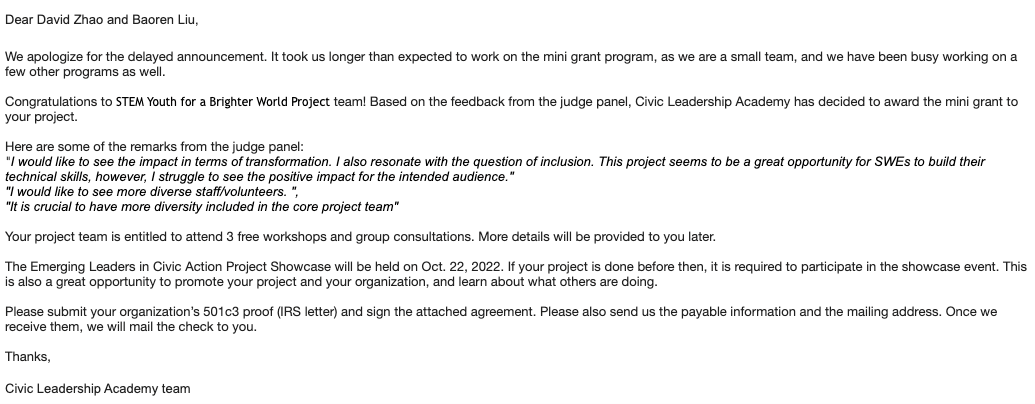 Dear David Zhao and Baoren Liu,
We apologize for the delayed announcement. It took us longer than expected to work on the mini grant program, as we are a small team, and we have been busy working on a
few other programs as well.
Congratulations to STEM Youth for a Brighter World Project team! Based on the feedback from the judge panel, Civic Leadership Academy has decided to award the mini grant to
your project.
Here are some of the remarks from the judge panel:
"I would like to see the impact in terms of transformation. I also resonate with the question of inclusion. This project seems to be a great opportunity for SWEs to build their
technical skills, however, I struggle to see the positive impact for the intended audience."
"I would like to see more diverse staff/volunteers. ",
"It is crucial to have more diversity included in the core project team"
Your project team is entitled to attend 3 free workshops and group consultations. More details will be provided to you later.
The Emerging Leaders in Civic Action Project Showcase will be held on Oct. 22, 2022. If your project is done before then, it is required to participate in the showcase event. This
is also a great opportunity to promote your project and your organization, and learn about what others are doing.
Please submit your organization's 501c3 proof (IRS letter) and sign the attached agreement. Please also send us the payable information and the mailing address. Once we
receive them, we will mail the check to you.
Thanks,
Civic Leadership Academy team